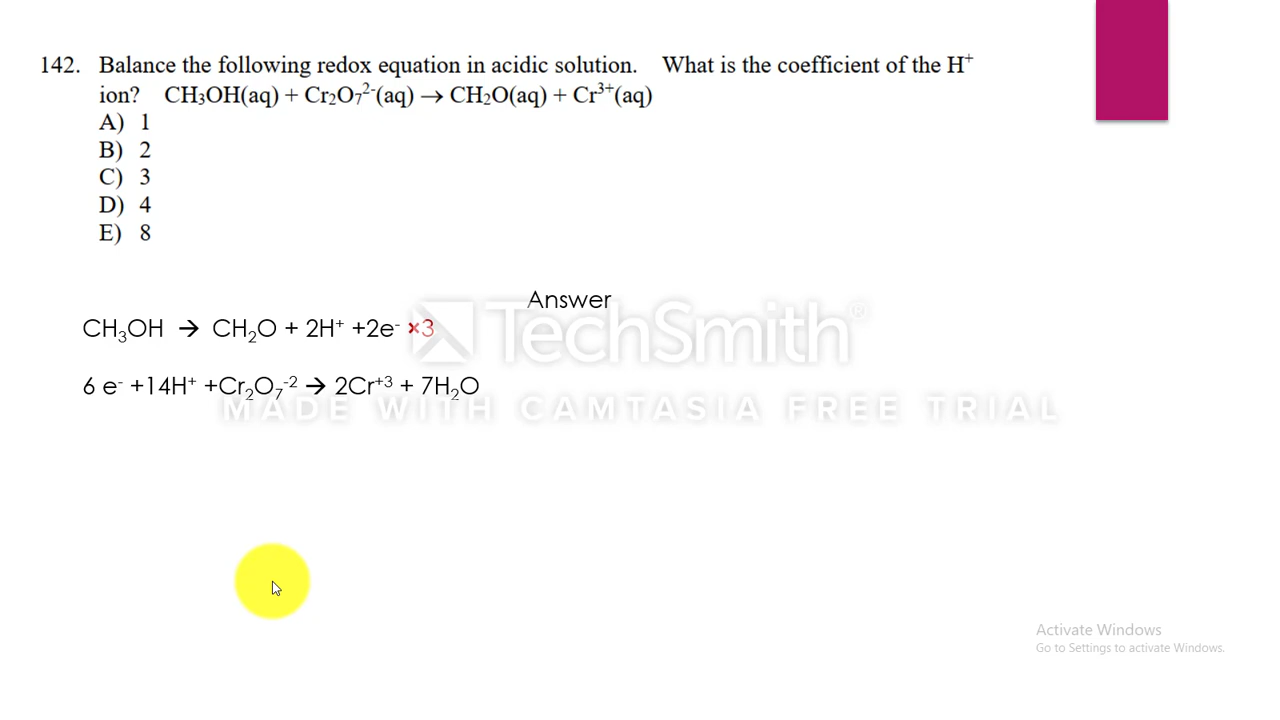 142. Balance the following redox equation in acidic solution. What is the coefficient of the H⁺
ion? CH₃OH(aq) + Cr₂O₇²⁻(aq) → CH₂O(aq) + Cr³⁺(aq)
A) 1
B) 2
C) 3
D) 4
E) 8
Answer
CH₃OH → CH₂O + 2H⁺ +2e⁻ ×3
TechSmith®
6 e⁻ +14H⁺ +Cr₂O₇⁻² → 2Cr⁺³ + 7H₂O
MADE WITH CAMTASIA FREE TRIAL
Activate Windows
Go to Settings to activate Windows.